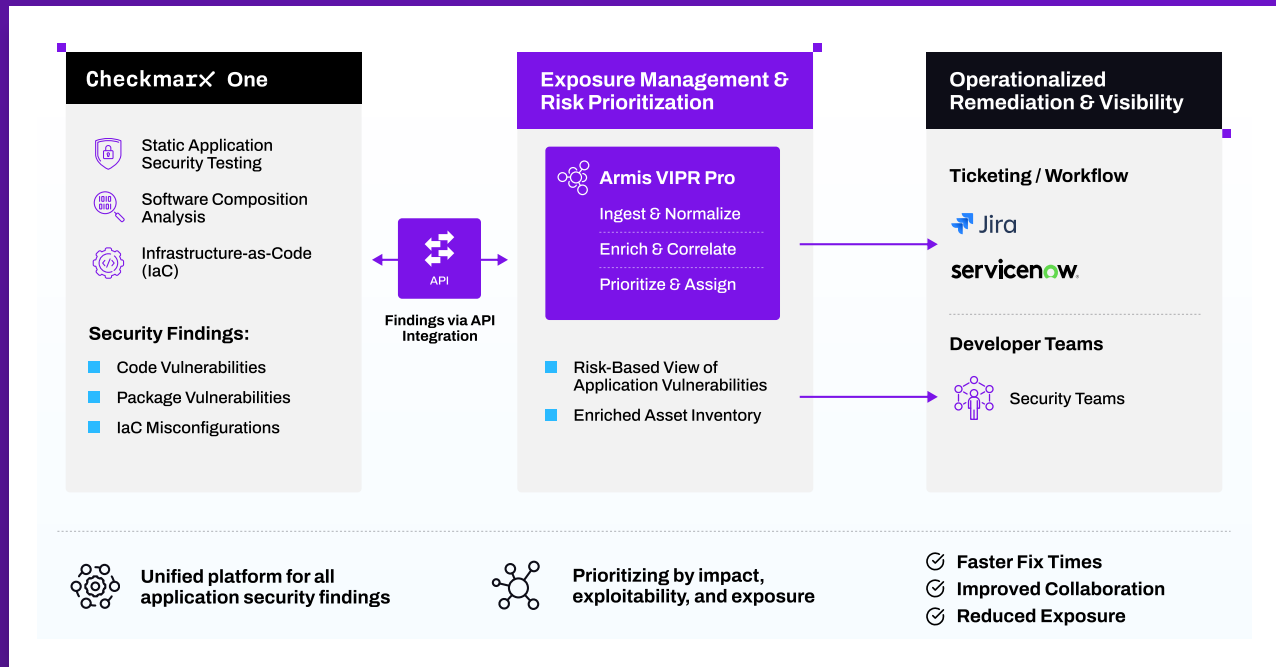 Checkmarx One
Static Application
Security Testing
Software Composition
Analysis
Infrastructure-as-Code
(IaC)
Security Findings:
Code Vulnerabilities
Package Vulnerabilities
IaC Misconfigurations
API
Findings via API
Integration
Exposure Management &
Risk Prioritization
Armis VIPR Pro
Ingest & Normalize
Enrich & Correlate
Prioritize & Assign
Risk-Based View of
Application Vulnerabilities
Enriched Asset Inventory
Operationalized
Remediation & Visibility
Ticketing / Workflow
Jira
servicenow
Developer Teams
Security Teams
Unified platform for all
application security findings
Prioritizing by impact,
exploitability, and exposure
Faster Fix Times
Improved Collaboration
Reduced Exposure